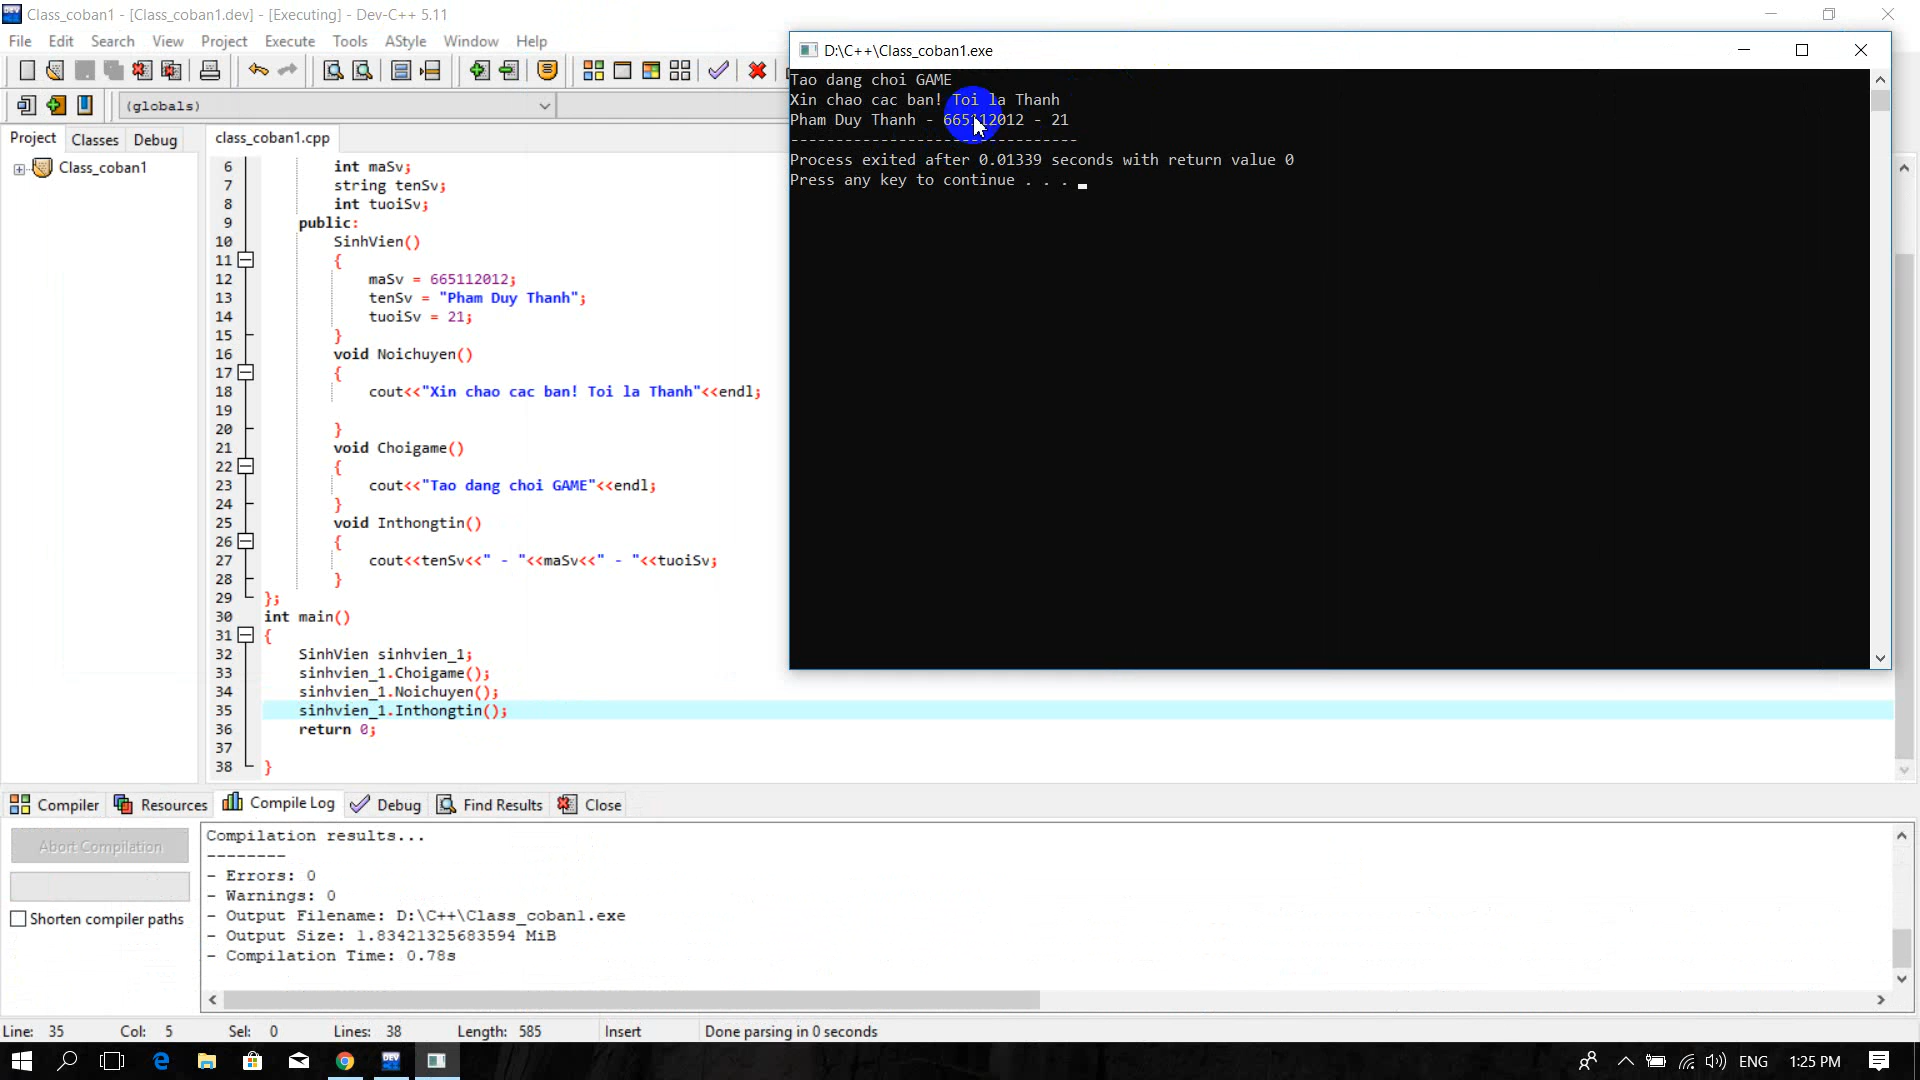 Class_coban1 - [Class_coban1.dev] - [Executing] - Dev-C++ 5.11
File Edit Search View Project Execute Tools AStyle Window Help
(globals)
Project Classes Debug
Class_coban1
class_coban1.cpp
6 int maSv;
7 string tenSv;
8 int tuoiSv;
9 public:
10 SinhVien()
11 {
12 maSv = 665112012;
13 tenSv = "Pham Duy Thanh";
14 tuoiSv = 21;
15 }
16 void Noichuyen()
17 {
18 cout<<"Xin chao cac ban! Toi la Thanh"<<endl;
19
20 }
21 void Choigame()
22 {
23 cout<<"Tao dang choi GAME"<<endl;
24 }
25 void Inthongtin()
26 {
27 cout<<tenSv<<" - "<<maSv<<" - "<<tuoiSv;
28 }
29 };
30 int main()
31 {
32 SinhVien sinhvien_1;
33 sinhvien_1.Choigame();
34 sinhvien_1.Noichuyen();
35 sinhvien_1.Inthongtin();
36 return 0;
37
38 }
D:\C++\Class_coban1.exe
Tao dang choi GAME
Xin chao cac ban! Toi la Thanh
Pham Duy Thanh - 665112012 - 21
--------------------------------
Process exited after 0.01339 seconds with return value 0
Press any key to continue . . .
Compiler Resources Compile Log Debug Find Results Close
Abort Compilation
Shorten compiler paths
Compilation results...
--------
- Errors: 0
- Warnings: 0
- Output Filename: D:\C++\Class_coban1.exe
- Output Size: 1.83421325683594 MiB
- Compilation Time: 0.78s
Line: 35 Col: 5 Sel: 0 Lines: 38 Length: 585 Insert Done parsing in 0 seconds
DEV
ENG 1:25 PM